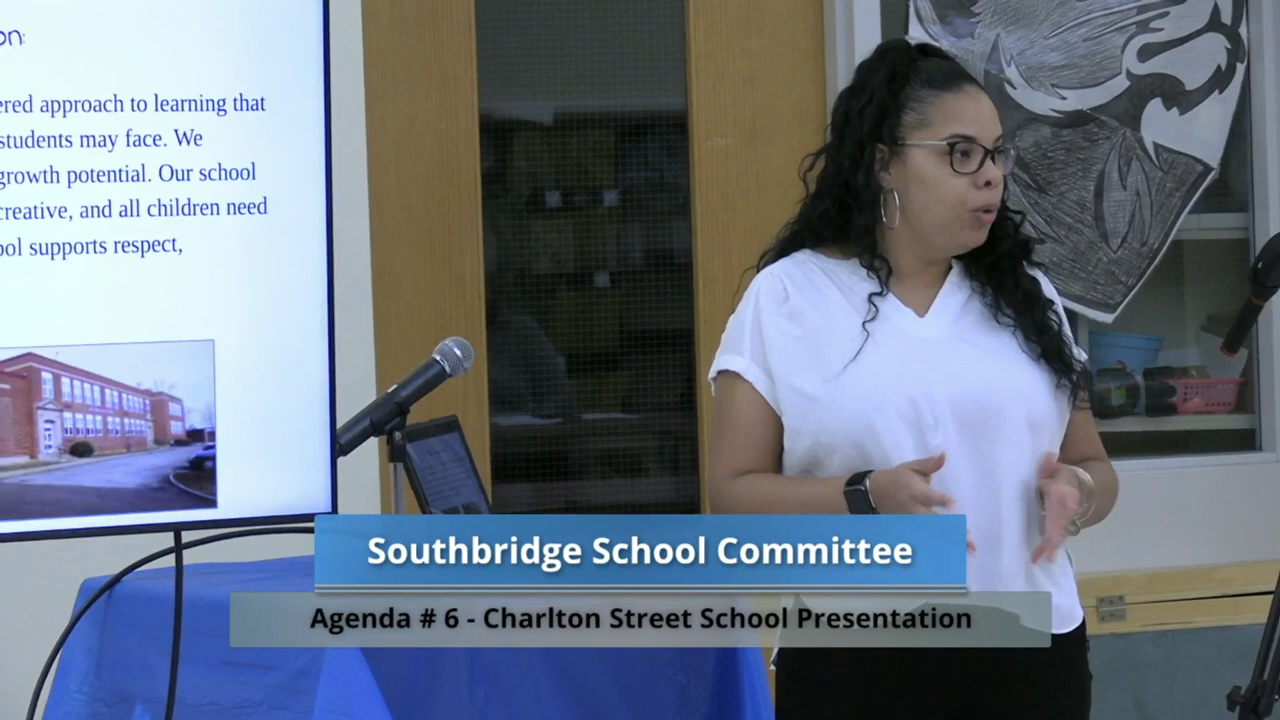 on:
ered approach to learning that
students may face. We
growth potential. Our school
creative, and all children need
ool supports respect,
Southbridge School Committee
Agenda # 6 - Charlton Street School Presentation